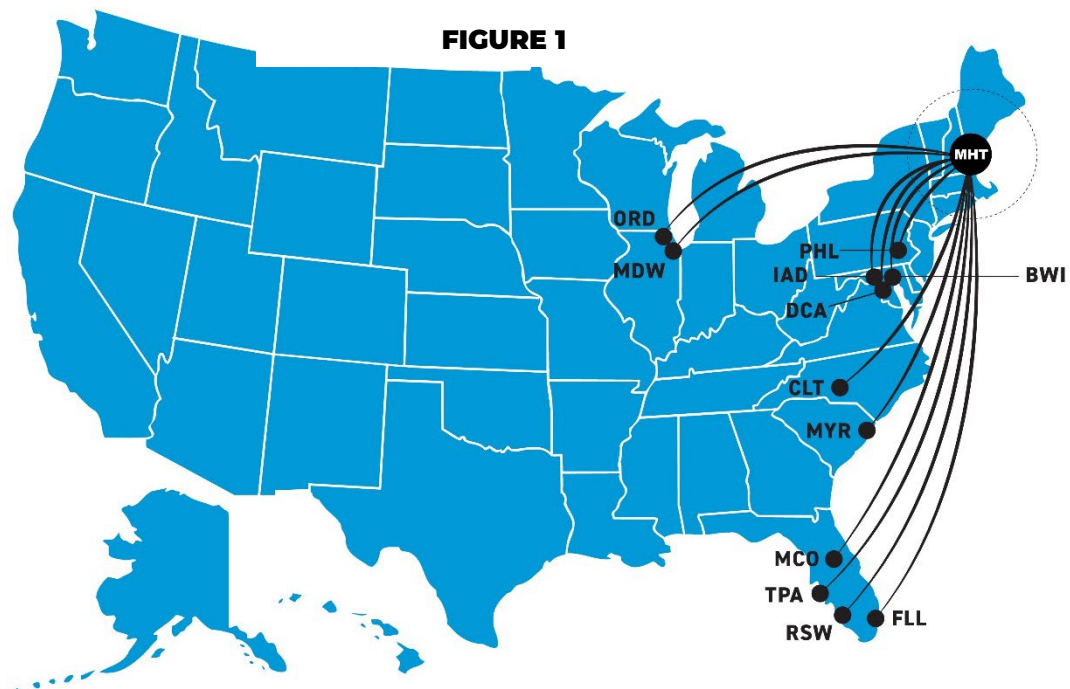 FIGURE 1
MHT
ORD
MDW
PHL
IAD
BWI
DCA
CLT
MYR
MCO
TPA
RSW
FLL